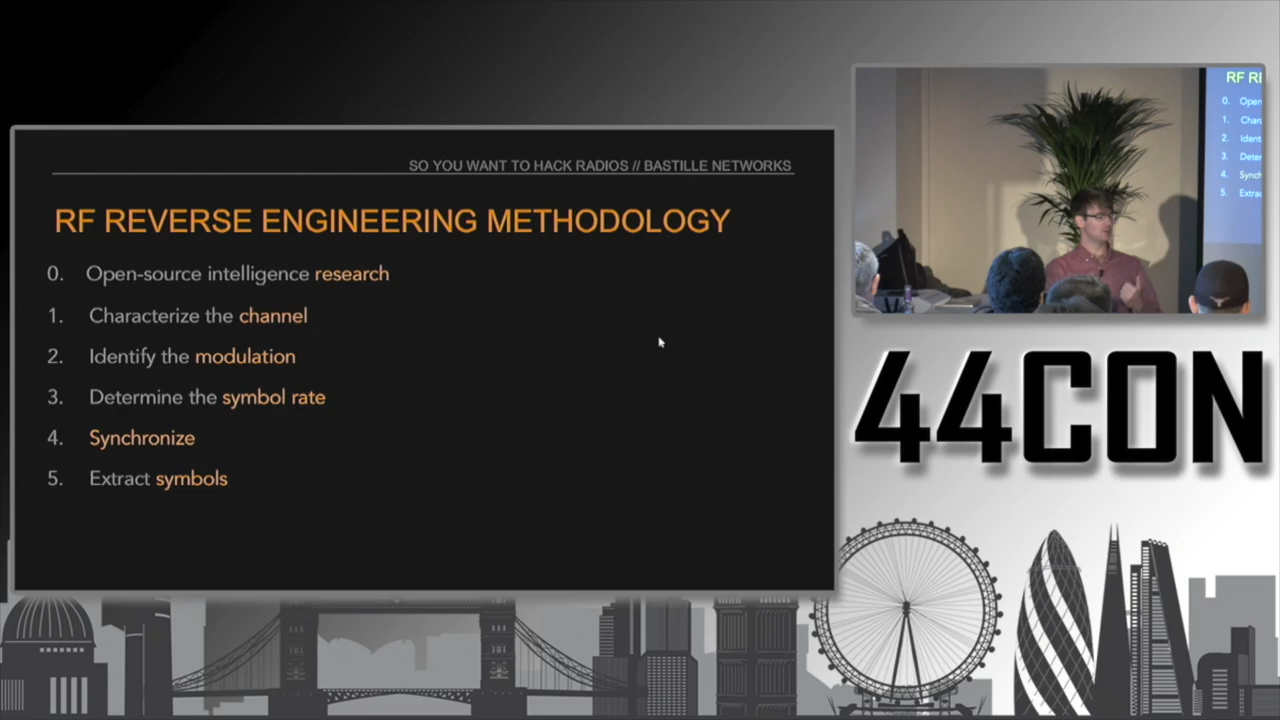 SO YOU WANT TO HACK RADIOS // BASTILLE NETWORKS
RF REVERSE ENGINEERING METHODOLOGY
0. Open-source intelligence research
1. Characterize the channel
2. Identify the modulation
3. Determine the symbol rate
4. Synchronize
5. Extract symbols
RF RE
0. Open
1. Char
2. Ident
3. Deter
4. Synch
5. Extra
44CON